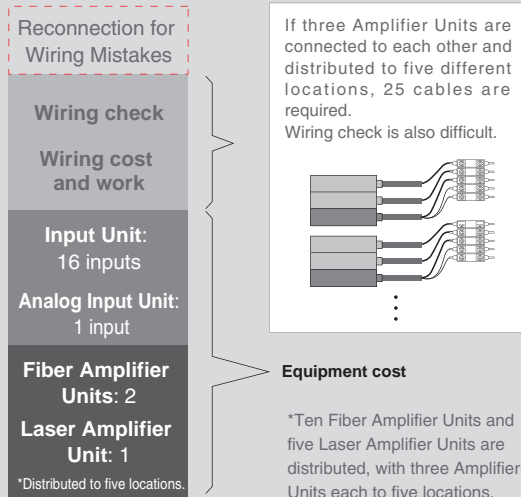 Reconnection for
Wiring Mistakes
Wiring check
Wiring cost
and work
Input Unit:
16 inputs
Analog Input Unit:
1 input
Fiber Amplifier
Units: 2
Laser Amplifier
Unit: 1
*Distributed to five locations.
If three Amplifier Units are
connected to each other and
distributed to five different
locations, 25 cables are
required.
Wiring check is also difficult.
Equipment cost
*Ten Fiber Amplifier Units and
five Laser Amplifier Units are
distributed, with three Amplifier
Units each to five locations.